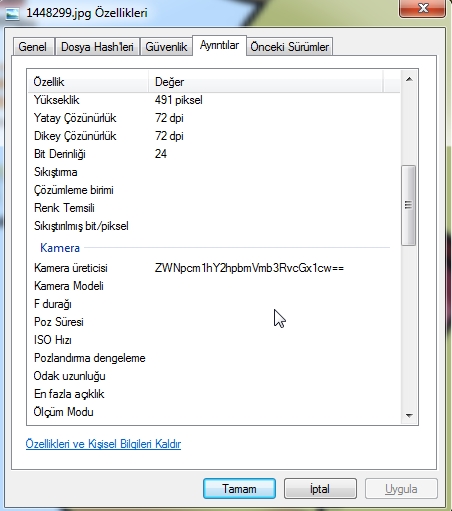 1448299.jpg Özellikleri
Genel
Dosya Hash'leri
Güvenlik
Ayrıntılar
Önceki Sürümler
Özellik Değer
Yükseklik 491 piksel
Yatay Çözünürlük 72 dpi
Dikey Çözünürlük 72 dpi
Bit Derinliği 24
Sıkıştırma
Çözümleme birimi
Renk Temsili
Sıkıştırılmış bit/piksel
Kamera
Kamera üreticisi ZWNpcm1hY2hpbmVmb3RvcGx1cw==
Kamera Modeli
F durağı
Poz Süresi
ISO Hızı
Pozlandırma dengeleme
Odak uzunluğu
En fazla açıklık
Ölçüm Modu
Özellikleri ve Kişisel Bilgileri Kaldır
Tamam
İptal
Uygula